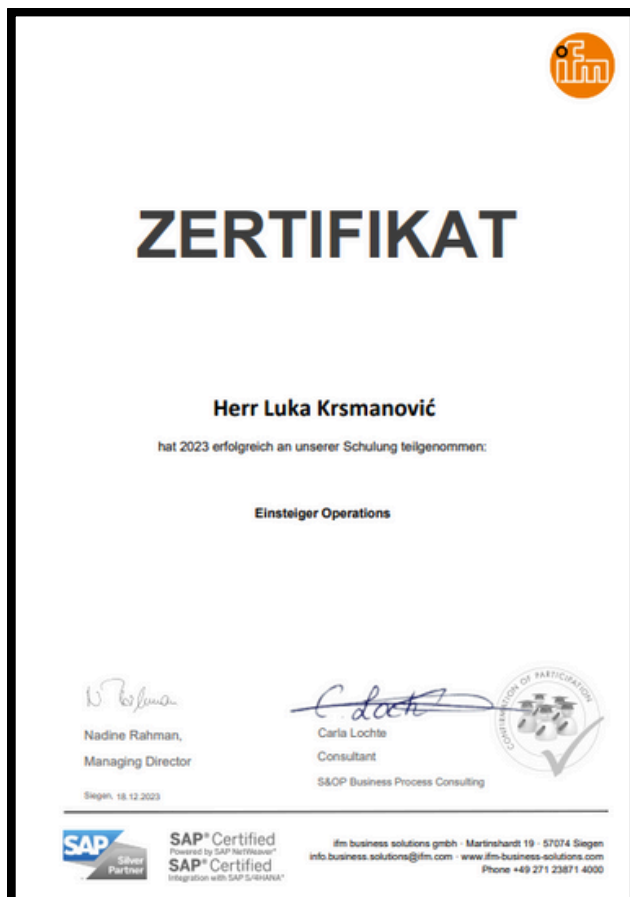 ifm
ZERTIFIKAT
Herr Luka Krsmanović
hat 2023 erfolgreich an unserer Schulung teilgenommen:
Einsteiger Operations
C. Loch
CONFIRMATION OF PARTICIPATION
Nadine Rahman,
Managing Director
Carla Lochte
Consultant
S&OP Business Process Consulting
Siegen, 18.12.2023
SAP
Silver
Partner
SAP® Certified
Powered by SAP NetWeaver®
SAP® Certified
Integration with SAP S/4HANA®
ifm business solutions gmbh · Martinshardt 19 · 57074 Siegen
info.business.solutions@ifm.com · www.ifm-business-solutions.com
Phone +49 271 23871 4000